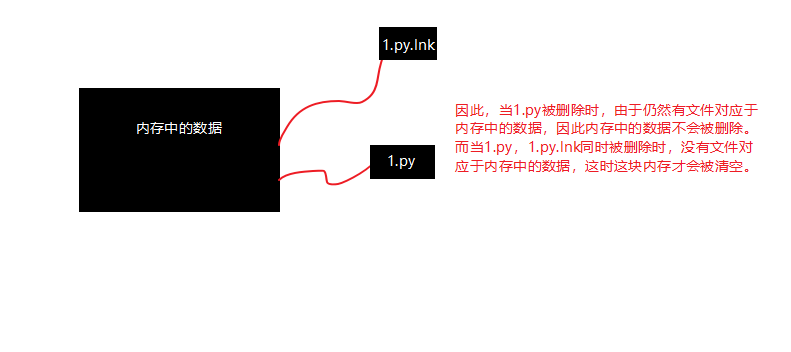 1.py.lnk
内存中的数据
1.py
因此，当1.py被删除时，由于仍然有文件对应于
内存中的数据，因此内存中的数据不会被删除。
而当1.py，1.py.lnk同时被删除时，没有文件对
应于内存中的数据，这时这块内存才会被清空。